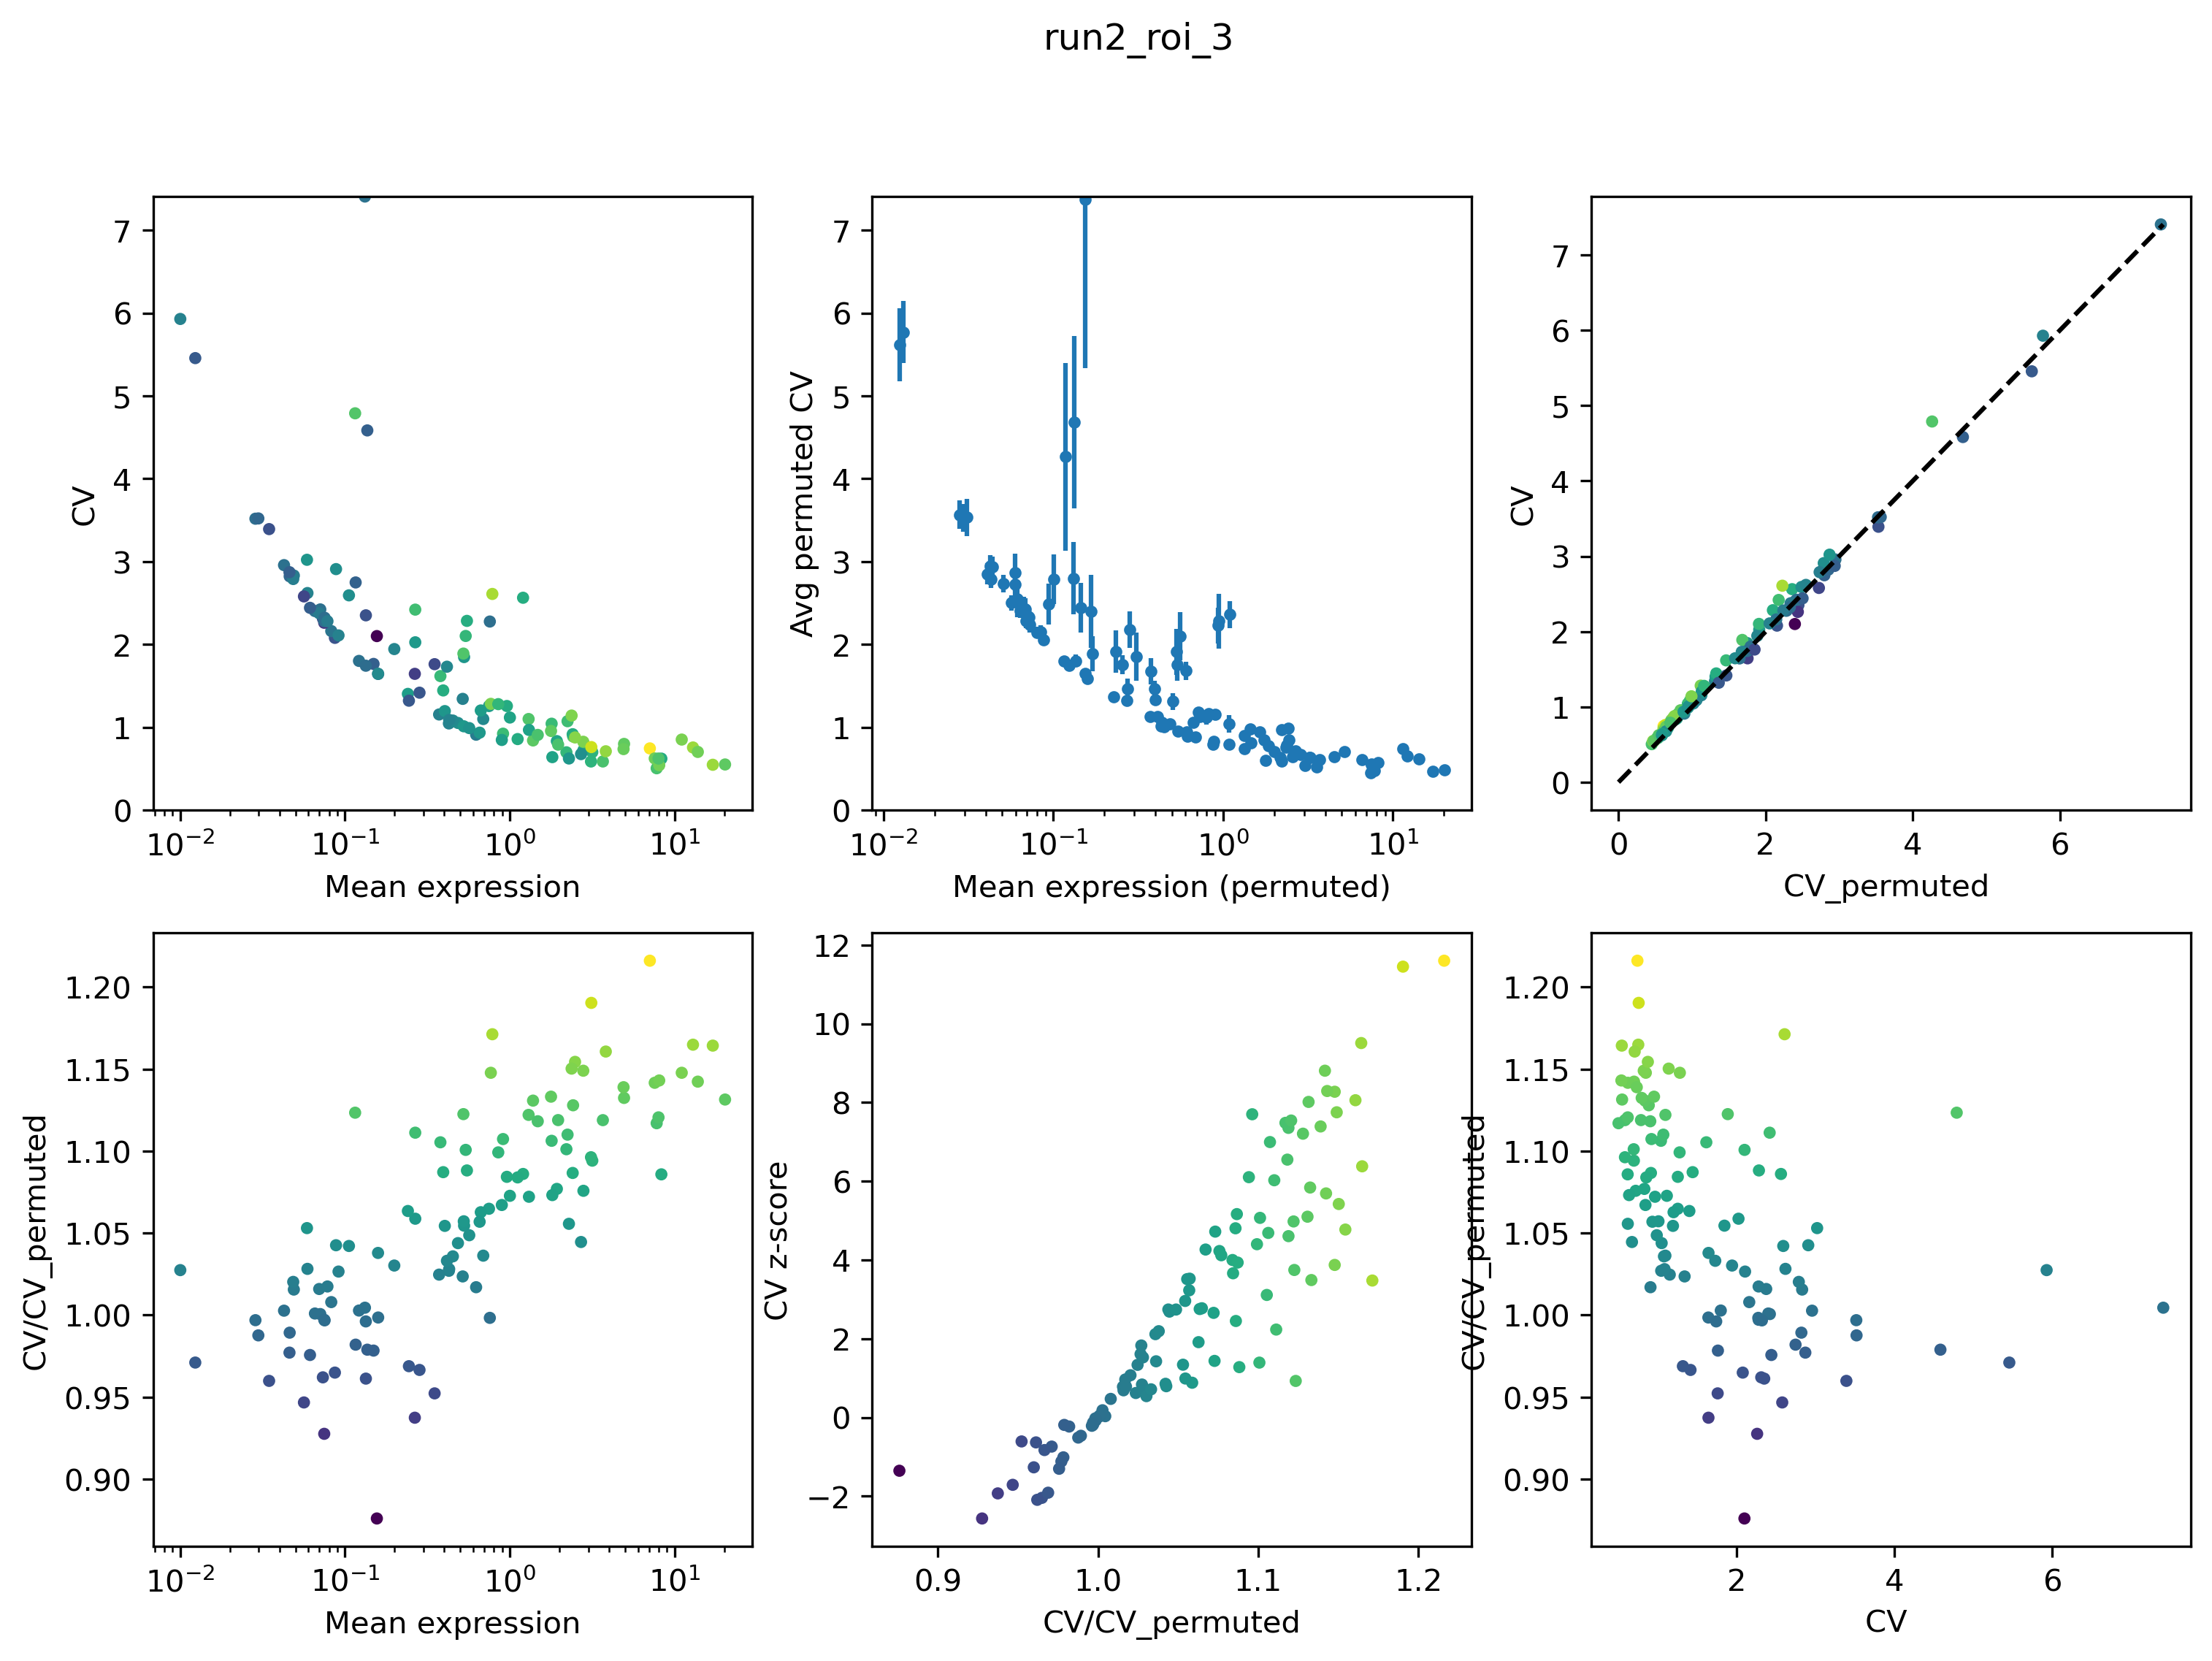 run2_roi_3
7
6
5
4
3
2
1
0
CV
10⁻² 10⁻¹ 10⁰ 10¹
Mean expression
7
6
5
4
3
2
1
0
Avg permuted CV
10⁻² 10⁻¹ 10⁰ 10¹
Mean expression (permuted)
7
6
5
4
3
2
1
0
CV
0 2 4 6
CV_permuted
1.20
1.15
1.10
1.05
1.00
0.95
0.90
CV/CV_permuted
10⁻² 10⁻¹ 10⁰ 10¹
Mean expression
12
10
8
6
4
2
0
−2
CV z-score
0.9 1.0 1.1 1.2
CV/CV_permuted
1.20
1.15
1.10
1.05
1.00
0.95
0.90
CV/CV_permuted
2 4 6
CV